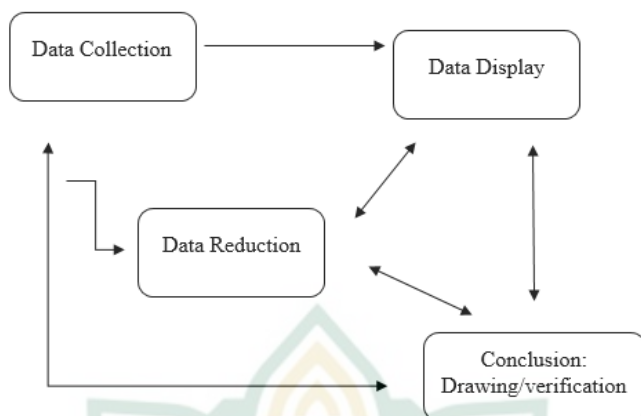 Data Collection
Data Display
Data Reduction
Conclusion:
Drawing/verification